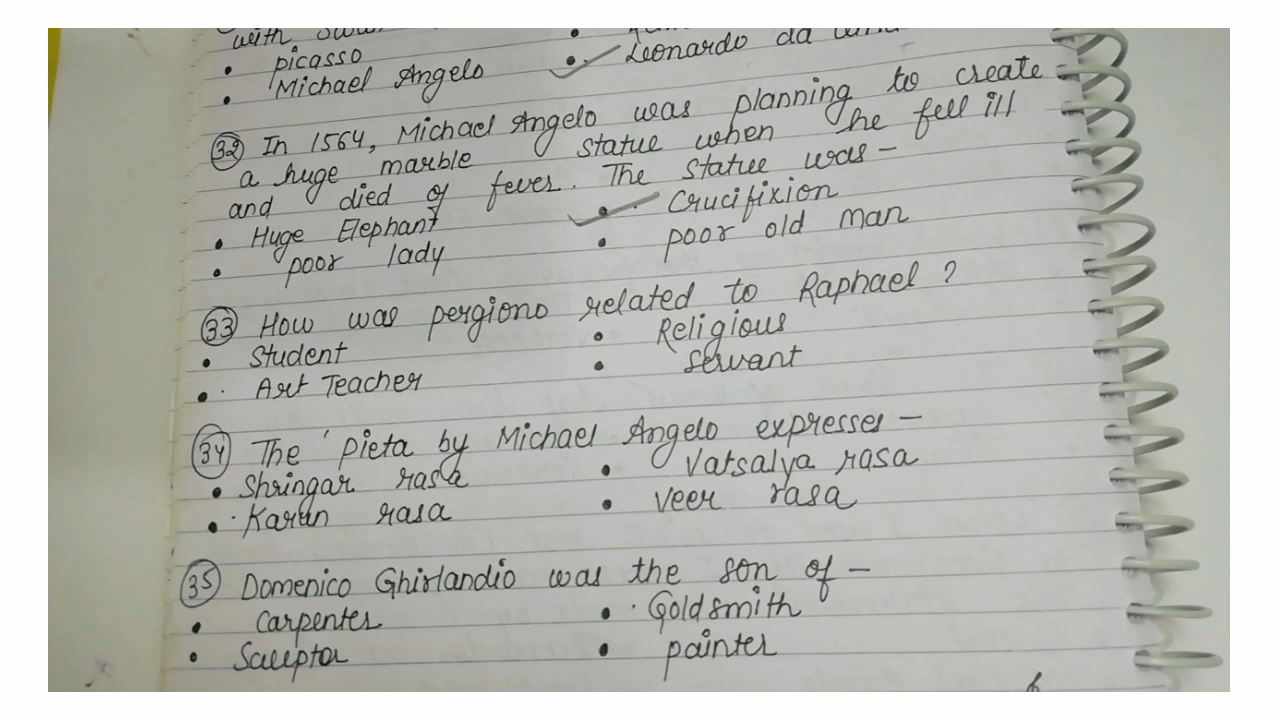 with
• picasso •
• Michael Angelo • Leonardo da
32 In 1564, Michael Angelo was planning to create
a huge marble statue when he fell ill
and died of fever. The statue was –
• Huge Elephant • Crucifixion
• poor lady • poor old man
33 How was pergiono related to Raphael ?
• Student • Religious
• Art Teacher • Servant
34 The 'Pieta by Michael Angelo expresses –
• Shringar rasa • Vatsalya rasa
• Karun rasa • veer rasa
35 Domenico Ghirlandio was the son of –
• Carpenter • Goldsmith
• Sculptor • painter